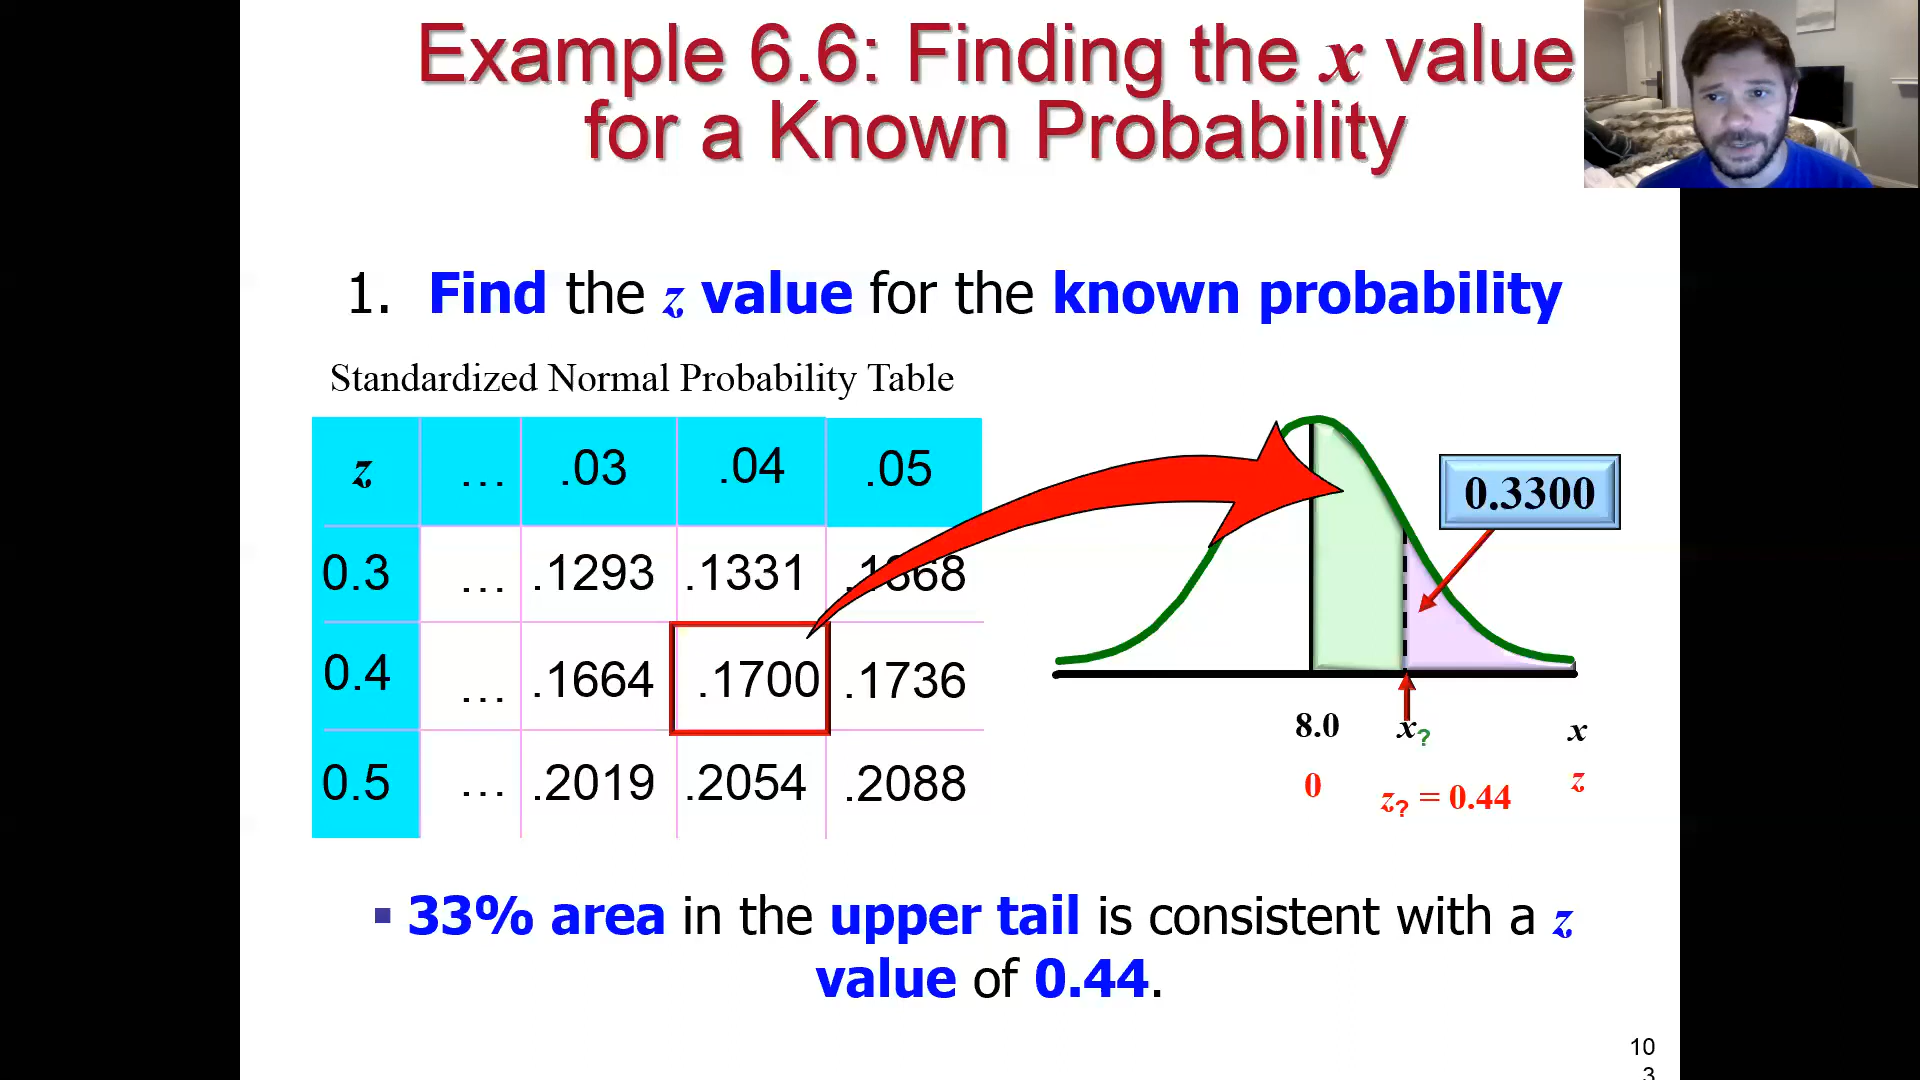 Example 6.6: Finding the x value
for a Known Probability
1. Find the z value for the known probability
Standardized Normal Probability Table
z … .03 .04 .05
0.3 … .1293 .1331 .1368
0.4 … .1664 .1700 .1736
0.5 … .2019 .2054 .2088
0.3300
8.0 x? x
0 z? = 0.44 z
▪ 33% area in the upper tail is consistent with a z
value of 0.44.
10
3